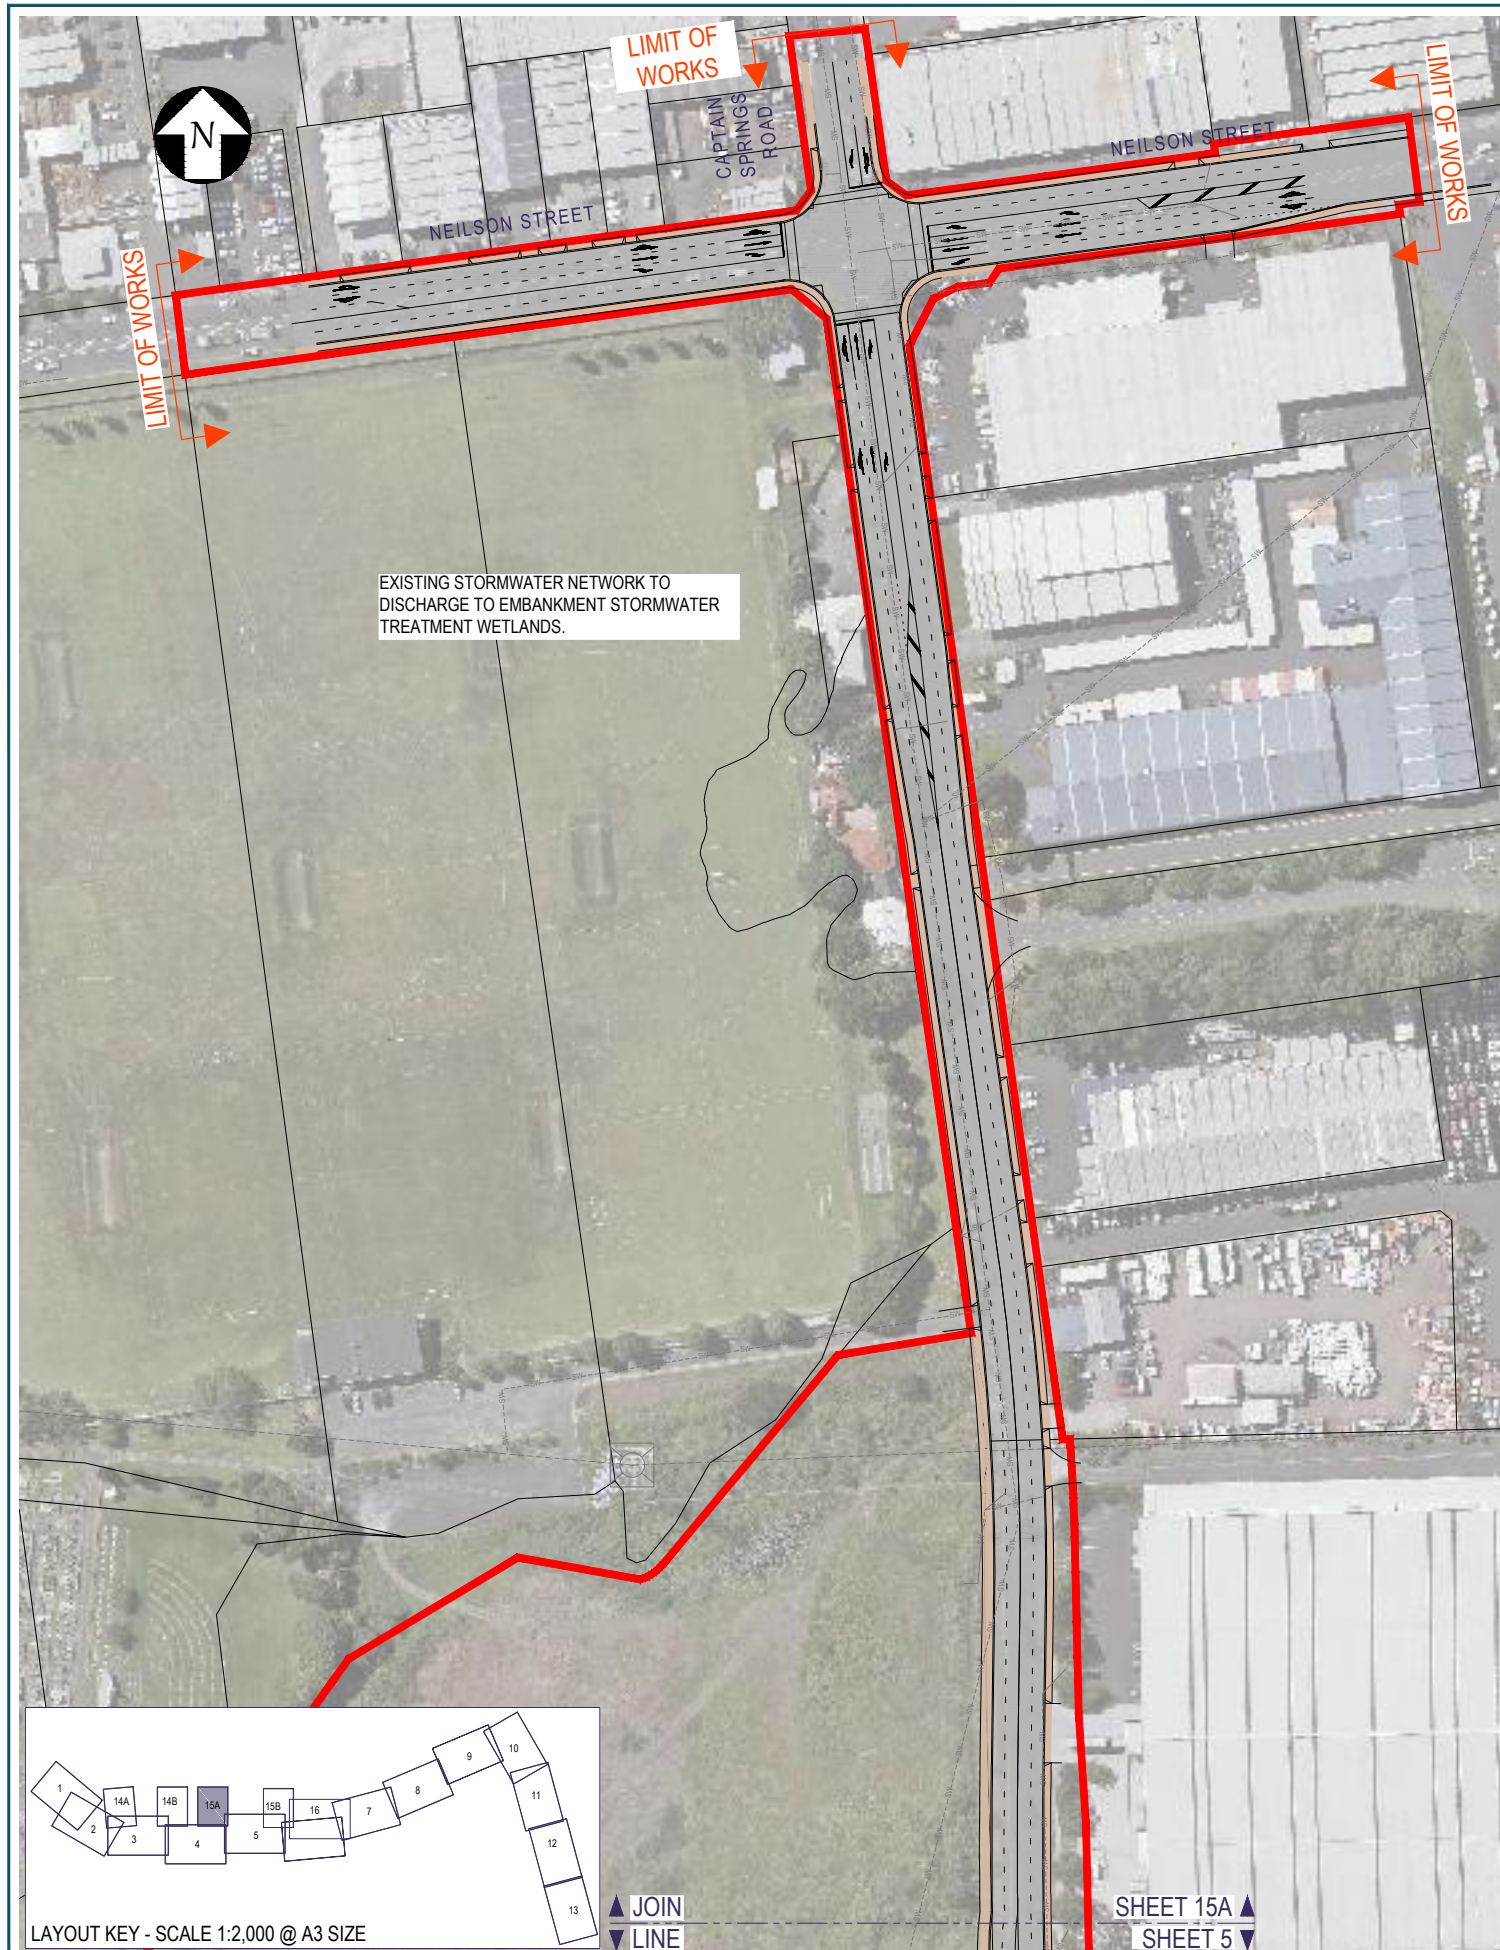 LIMIT OF
WORKS
CAPTAIN
SPRINGS
ROAD
N
NEILSON STREET
LIMIT OF WORKS
NEILSON STREET
LIMIT OF WORKS
EXISTING STORMWATER NETWORK TO
DISCHARGE TO EMBANKMENT STORMWATER
TREATMENT WETLANDS.
1
2
14A
3
14B
4
15A
5
15B
16
7
8
9
10
11
12
13
LAYOUT KEY - SCALE 1:2,000 @ A3 SIZE
JOIN
LINE
SHEET 15A
SHEET 5